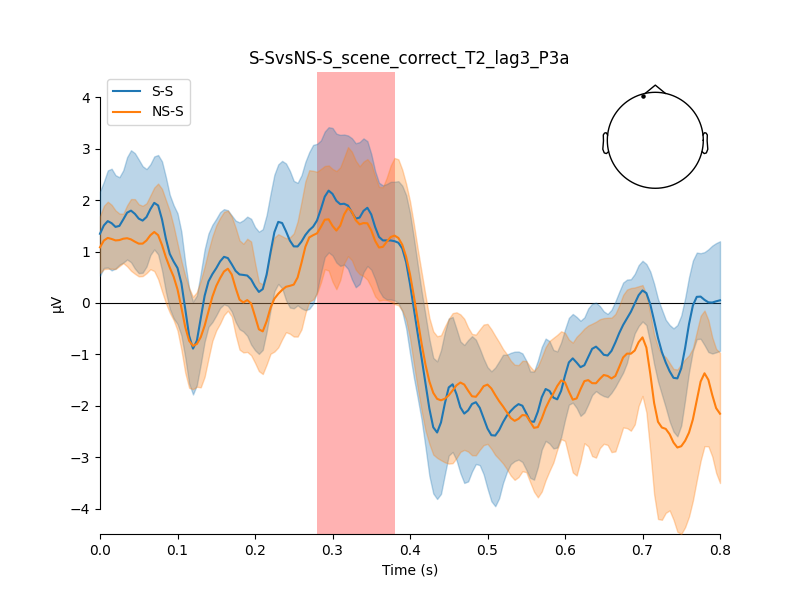 S-SvsNS-S_scene_correct_T2_lag3_P3a
S-S
NS-S
4
3
2
1
0
−1
−2
−3
−4
µV
0.0 0.1 0.2 0.3 0.4 0.5 0.6 0.7 0.8
Time (s)